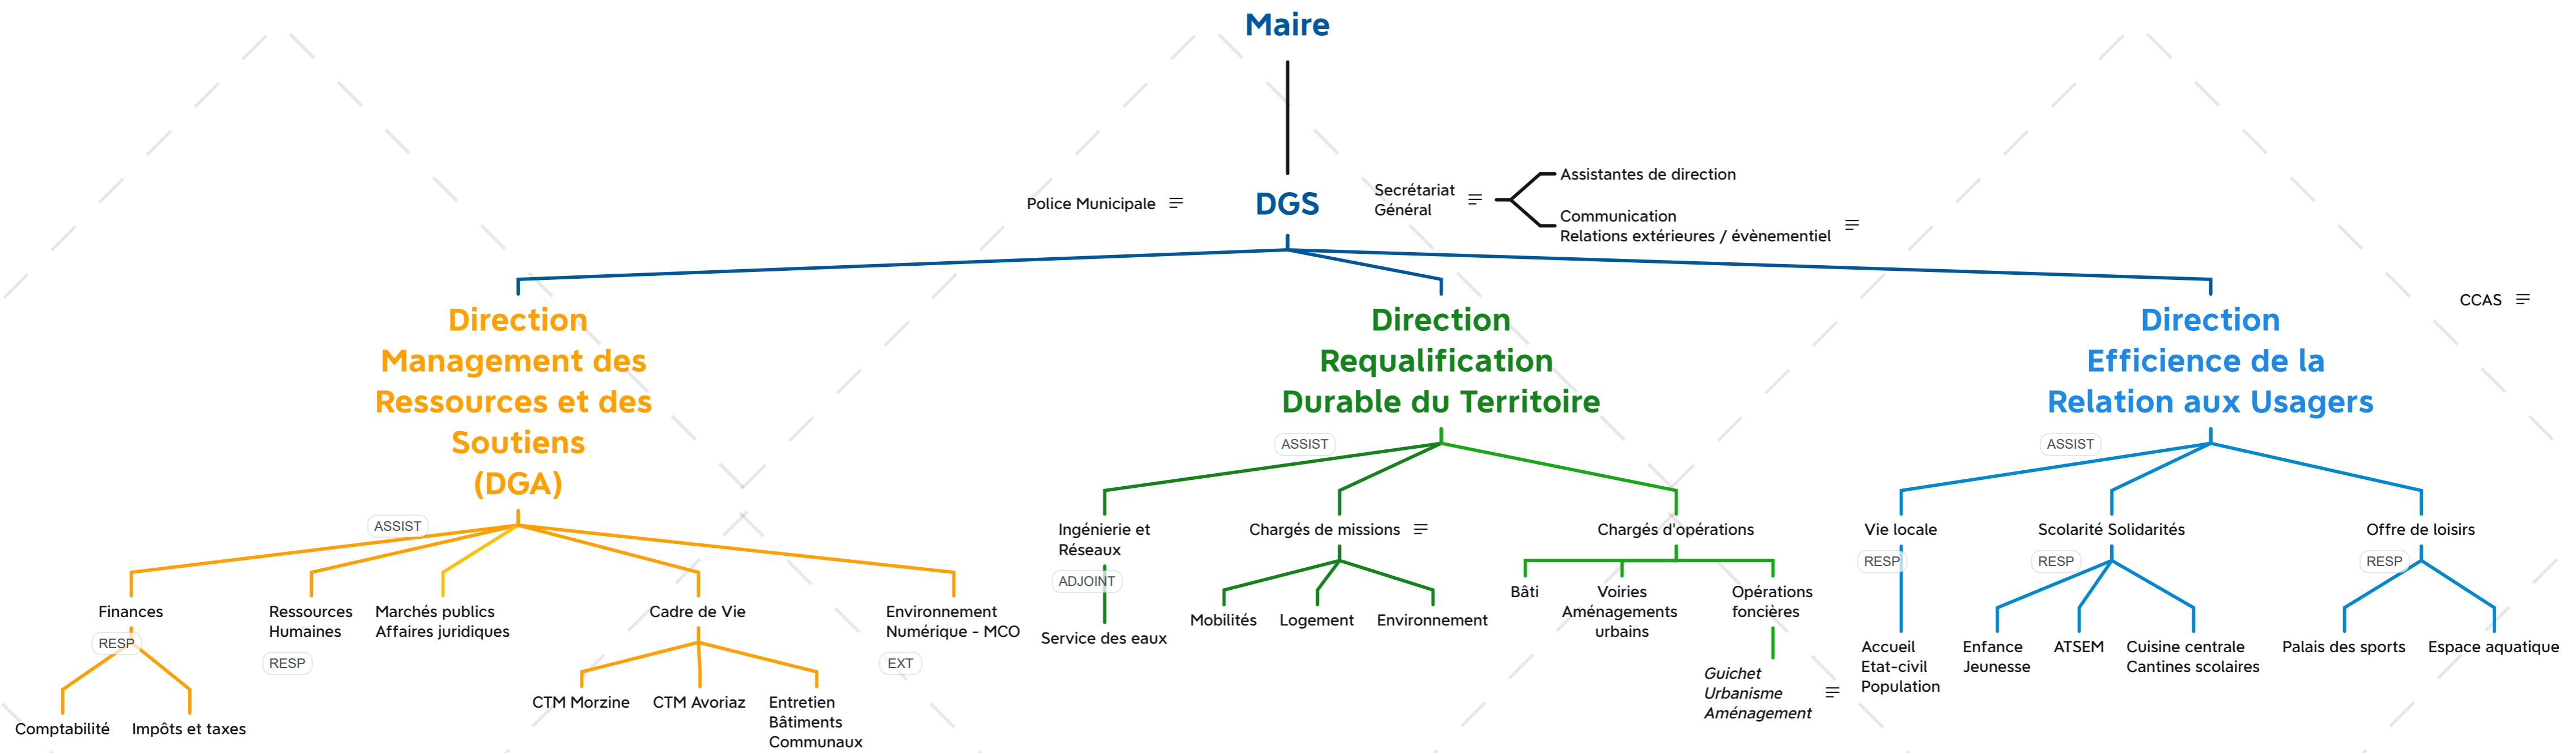 Maire
Police Municipale
DGS
Secrétariat
Général
Assistantes de direction
Communication
Relations extérieures / évènementiel
CCAS
Direction
Management des
Ressources et des
Soutiens
(DGA)
ASSIST
Finances
RESP
Comptabilité
Impôts et taxes
Ressources
Humaines
RESP
Marchés publics
Affaires juridiques
Cadre de Vie
CTM Morzine
CTM Avoriaz
Entretien
Bâtiments
Communaux
Environnement
Numérique - MCO
EXT
Direction
Requalification
Durable du Territoire
ASSIST
Ingénierie et
Réseaux
ADJOINT
Service des eaux
Chargés de missions
Mobilités
Logement
Environnement
Chargés d'opérations
Bâti
Voiries
Aménagements
urbains
Opérations
foncières
Guichet
Urbanisme
Aménagement
Direction
Efficience de la
Relation aux Usagers
ASSIST
Vie locale
RESP
Accueil
Etat-civil
Population
Scolarité Solidarités
RESP
Enfance
Jeunesse
ATSEM
Cuisine centrale
Cantines scolaires
Offre de loisirs
RESP
Palais des sports
Espace aquatique